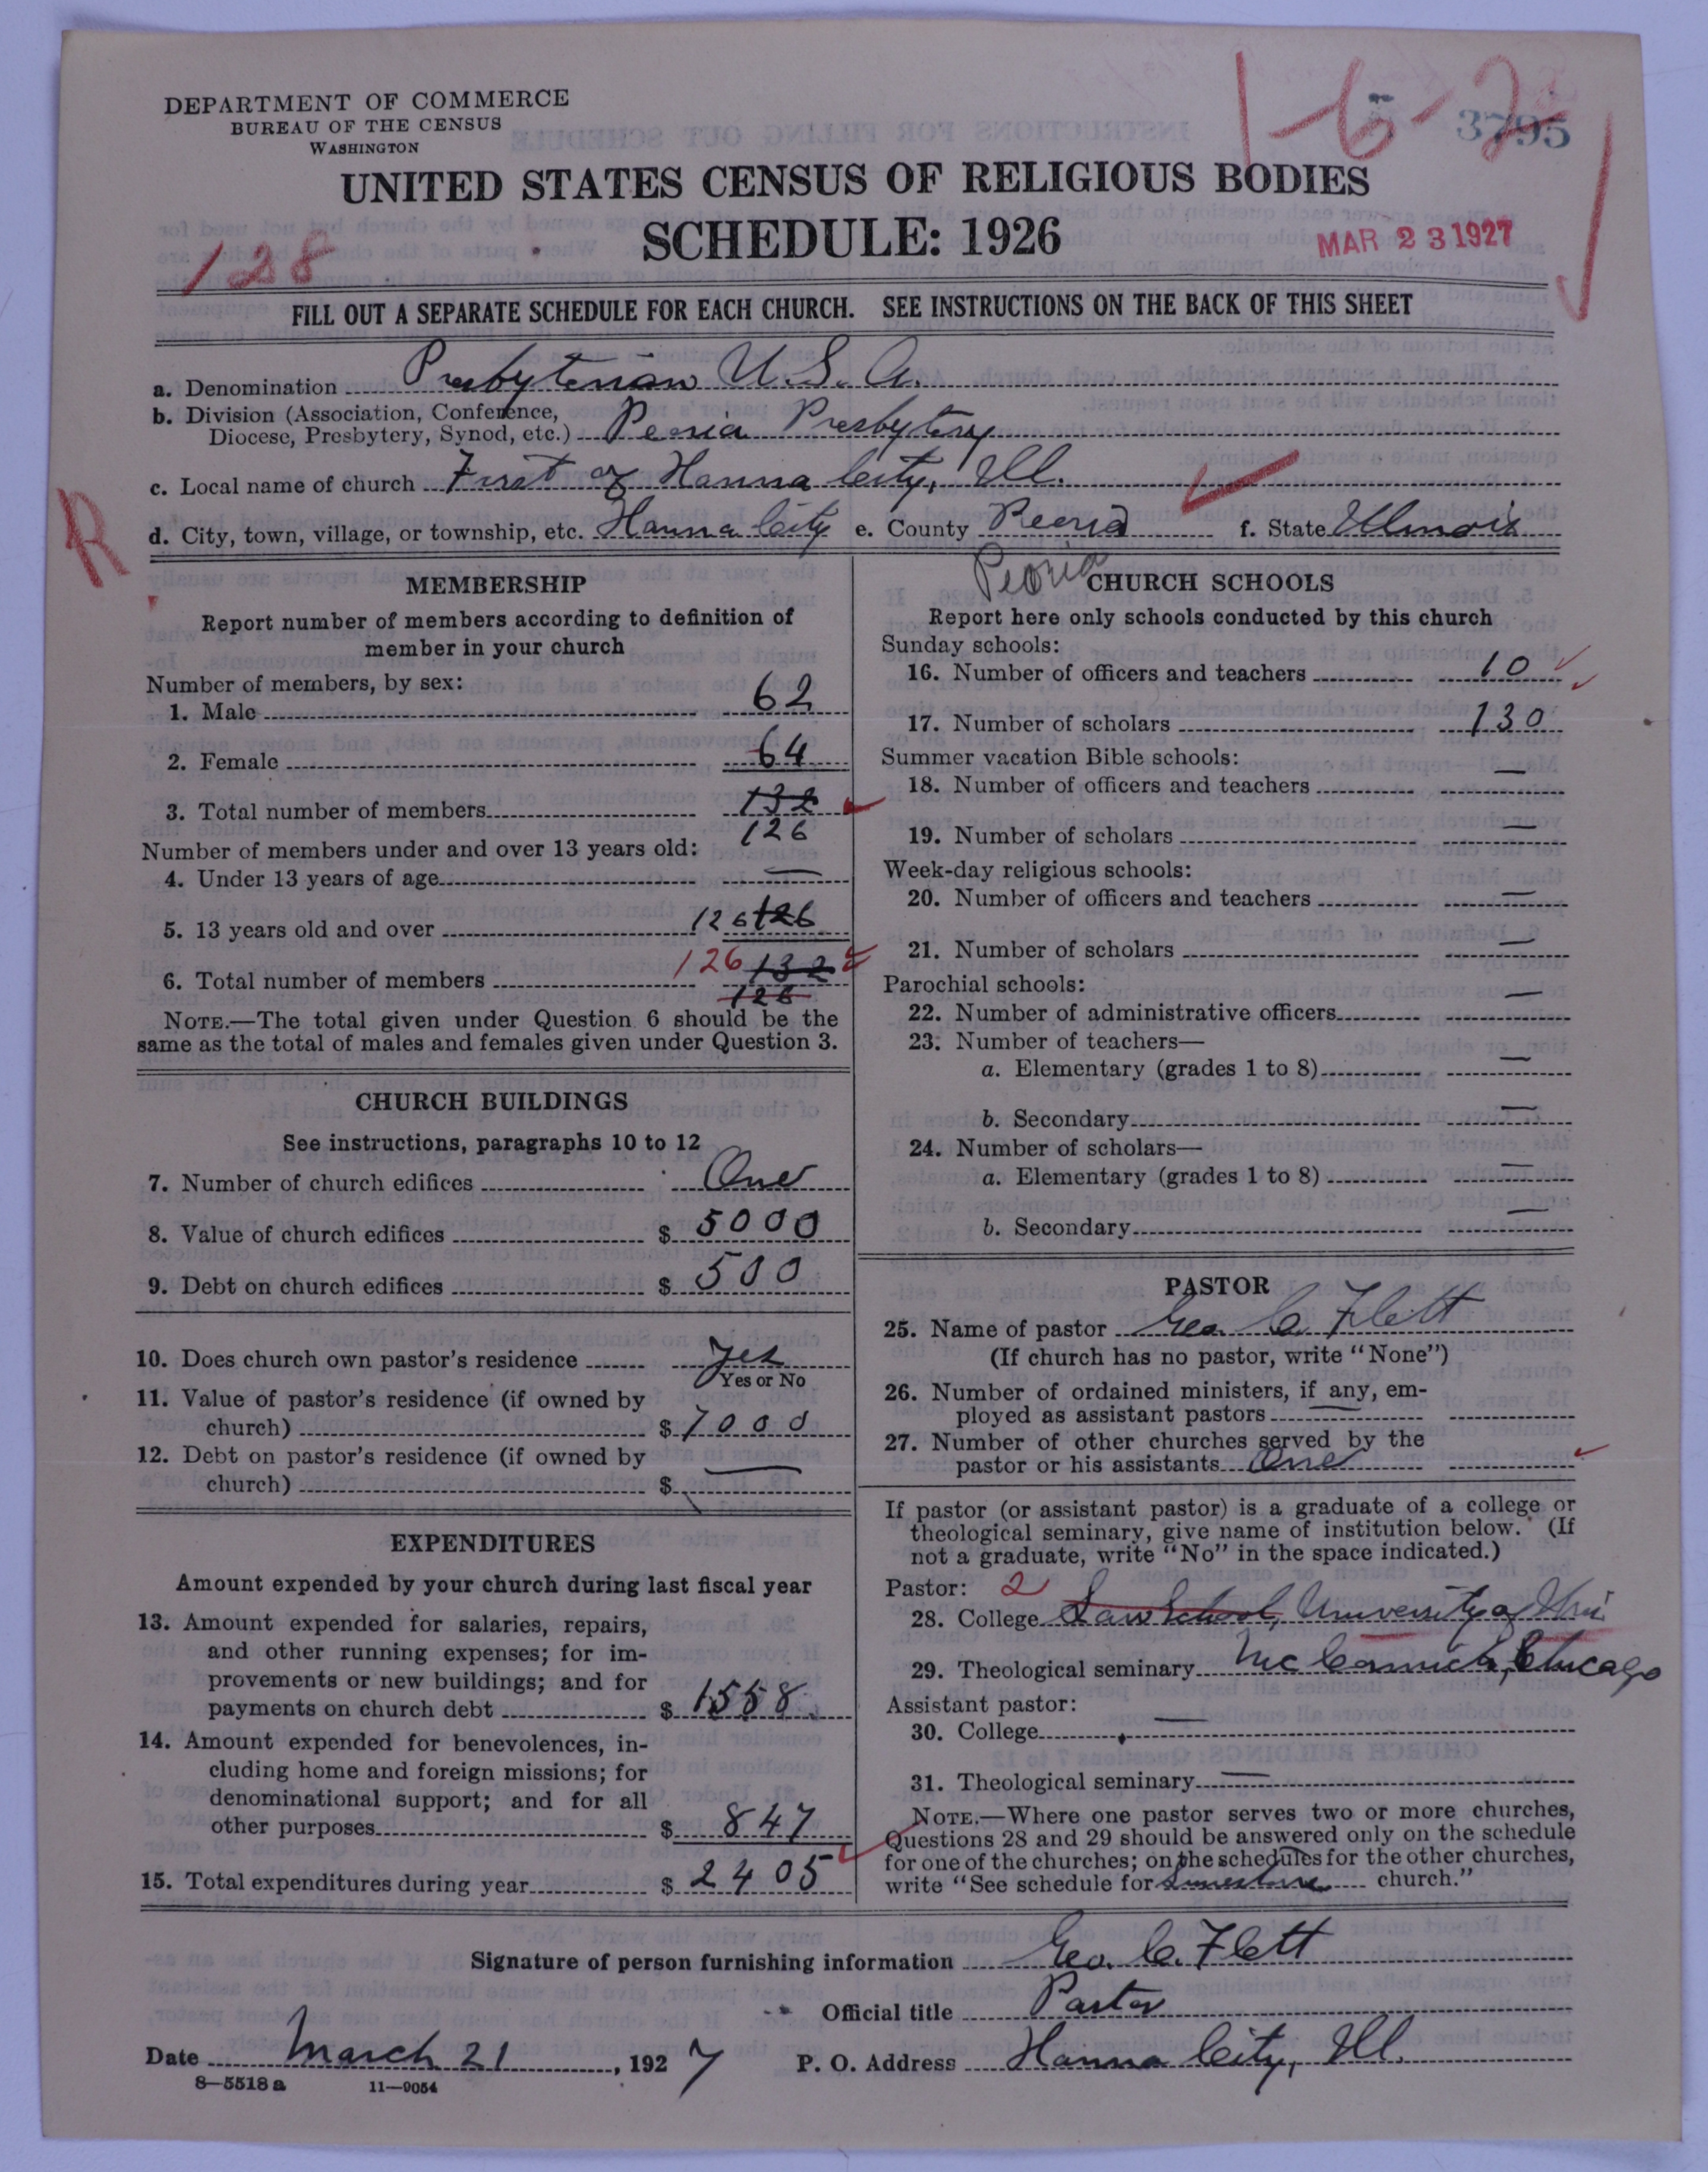 DEPARTMENT OF COMMERCE
BUREAU OF THE CENSUS
WASHINGTON
1-6-2
3795
UNITED STATES CENSUS OF RELIGIOUS BODIES
SCHEDULE: 1926
MAR 23 1927
128
FILL OUT A SEPARATE SCHEDULE FOR EACH CHURCH. SEE INSTRUCTIONS ON THE BACK OF THIS SHEET
a. Denomination Presbyterian U.S.A.
b. Division (Association, Conference,
Diocese, Presbytery, Synod, etc.) Peoria Presbytery
c. Local name of church First of Hanna City, Ill.
R
d. City, town, village, or township, etc. Hanna City e. County Peoria f. State Illinois
Peoria
MEMBERSHIP
Report number of members according to definition of
member in your church
Number of members, by sex:
1. Male 62
2. Female 64
3. Total number of members 132
126
Number of members under and over 13 years old:
4. Under 13 years of age —
5. 13 years old and over 126 126
6. Total number of members 126 132
126
NOTE.—The total given under Question 6 should be the
same as the total of males and females given under Question 3.
CHURCH BUILDINGS
See instructions, paragraphs 10 to 12
7. Number of church edifices One
8. Value of church edifices $ 5000
9. Debt on church edifices $ 500
10. Does church own pastor's residence Yes
Yes or No
11. Value of pastor's residence (if owned by
church) $ 7000
12. Debt on pastor's residence (if owned by
church) $ —
EXPENDITURES
Amount expended by your church during last fiscal year
13. Amount expended for salaries, repairs,
and other running expenses; for im-
provements or new buildings; and for
payments on church debt $ 1558
14. Amount expended for benevolences, in-
cluding home and foreign missions; for
denominational support; and for all
other purposes $ 847
15. Total expenditures during year $ 2405
CHURCH SCHOOLS
Report here only schools conducted by this church
Sunday schools:
16. Number of officers and teachers 10
17. Number of scholars 130
Summer vacation Bible schools:
18. Number of officers and teachers —
19. Number of scholars —
Week-day religious schools:
20. Number of officers and teachers —
21. Number of scholars —
Parochial schools:
22. Number of administrative officers —
23. Number of teachers—
a. Elementary (grades 1 to 8) —
b. Secondary —
24. Number of scholars—
a. Elementary (grades 1 to 8) —
b. Secondary —
PASTOR
25. Name of pastor Geo. C. Flett
(If church has no pastor, write "None")
26. Number of ordained ministers, if any, em-
ployed as assistant pastors —
27. Number of other churches served by the
pastor or his assistants One
If pastor (or assistant pastor) is a graduate of a college or
theological seminary, give name of institution below. (If
not a graduate, write "No" in the space indicated.)
Pastor: 2
28. College Law School, University of
29. Theological seminary McCormick, Chicago
Assistant pastor:
30. College —
31. Theological seminary —
NOTE.—Where one pastor serves two or more churches,
Questions 28 and 29 should be answered only on the schedule
for one of the churches; on the schedules for the other churches,
write "See schedule for Limestone church."
Signature of person furnishing information Geo. C. Flett
Official title Pastor
Date March 21, 1927 P. O. Address Hanna City, Ill.
8—5518a 11—9054